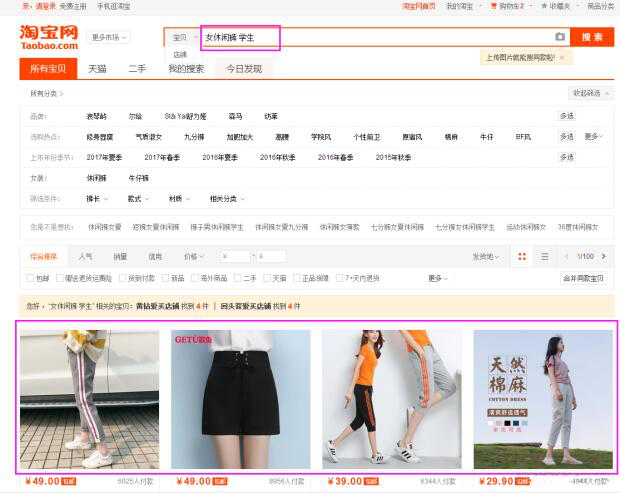 亲，请登录 免费注册 手机逛淘宝 淘宝网首页 我的淘宝 购物车2 收藏夹 商品分类
淘宝网
Taobao.com
更多市场
宝贝 女休闲裤 学生 搜索
店铺
上传图片就能搜同款啦! ×
所有宝贝 天猫 二手 我的搜索 今日发现
所有分类 > 收起筛选
品牌: 衣琴屿 尔绘 森马 幼莱 多选
选购热点: 修身显瘦 气质淑女 九分裤 加肥加大 高腰 学院风 个性前卫 原宿风 棉麻 牛仔 BF风 多选 更多
上市年份季节: 2017年夏季 2017年春季 2016年夏季 2016年秋季 2016年春季 2015年秋季 多选
女装: 休闲裤 牛仔裤
筛选条件: 裤长 款式 材质 相关分类
您是不是想找: 休闲裤女夏 短裤女夏休闲裤 裤子男休闲裤学生 休闲裤女夏九分裤 休闲裤女薄款 七分裤女夏休闲裤 七分裤女休闲裤学生 运动休闲裤女 36度休闲裤女
综合排序 人气 销量 信用 价格 ¥ - ¥ 发货地 < 1/100 >
包邮 赠送退货运费险 货到付款 新品 海外商品 二手 天猫 正品保障 7+天内退货 更多 合并同款宝贝
您好，"女休闲裤 学生" 相关的宝贝: 黄钻爱买店铺 找到 4 件 | 回头客爱买店铺 找到 4 件
GETÙ歌兔
天然
棉麻
COTTON DRESS
清爽舒适透气
¥49.00 包邮 6025人付款 ¥49.00 包邮 8956人付款 ¥39.00 包邮 6344人付款 ¥29.90 包邮 4944人付款